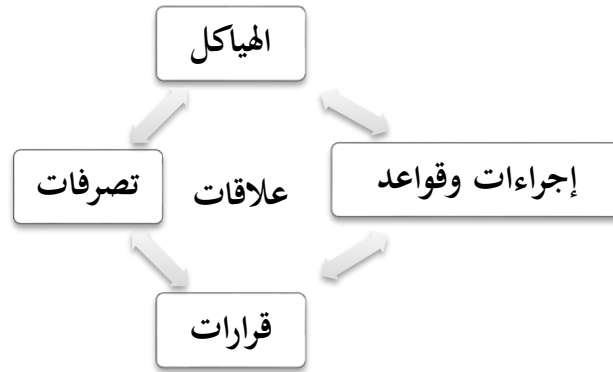 الهياكل
إجراءات وقواعد
علاقات
تصرفات
قرارات